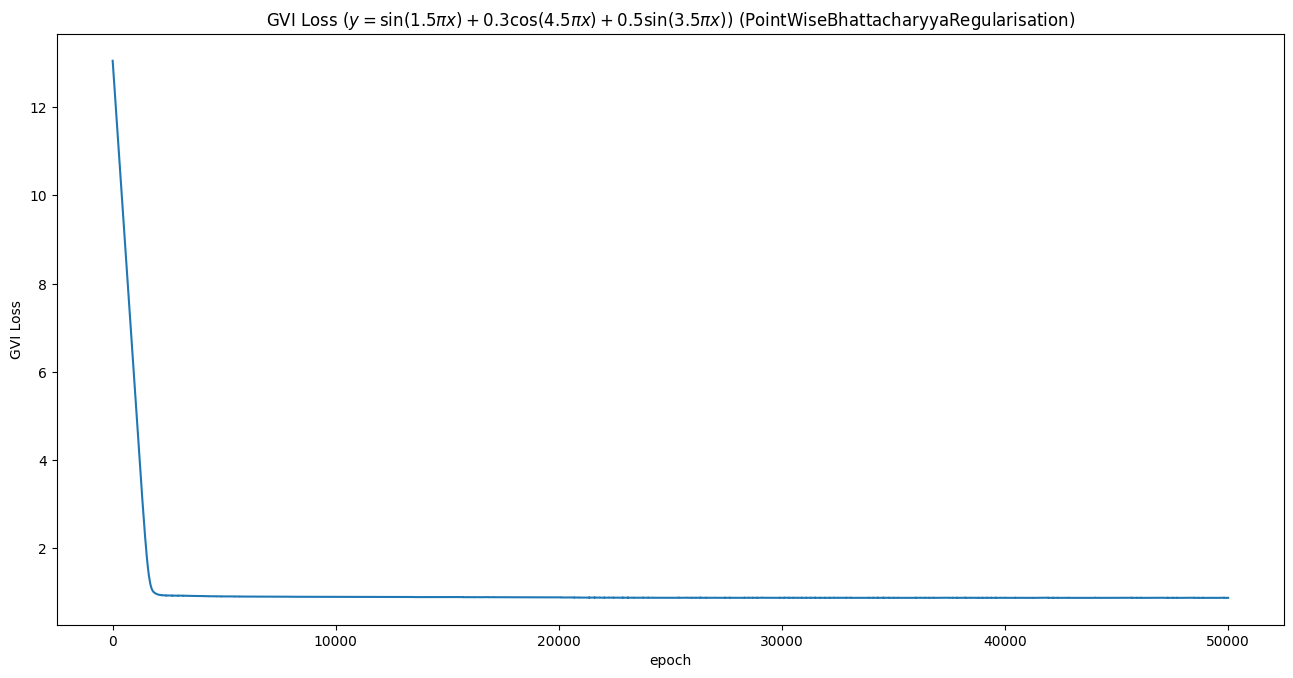 GVI Loss (y = sin(1.5πx) + 0.3cos(4.5πx) + 0.5sin(3.5πx)) (PointWiseBhattacharyyaRegularisation)
12
10
8
6
4
2
GVI Loss
0 10000 20000 30000 40000 50000
epoch